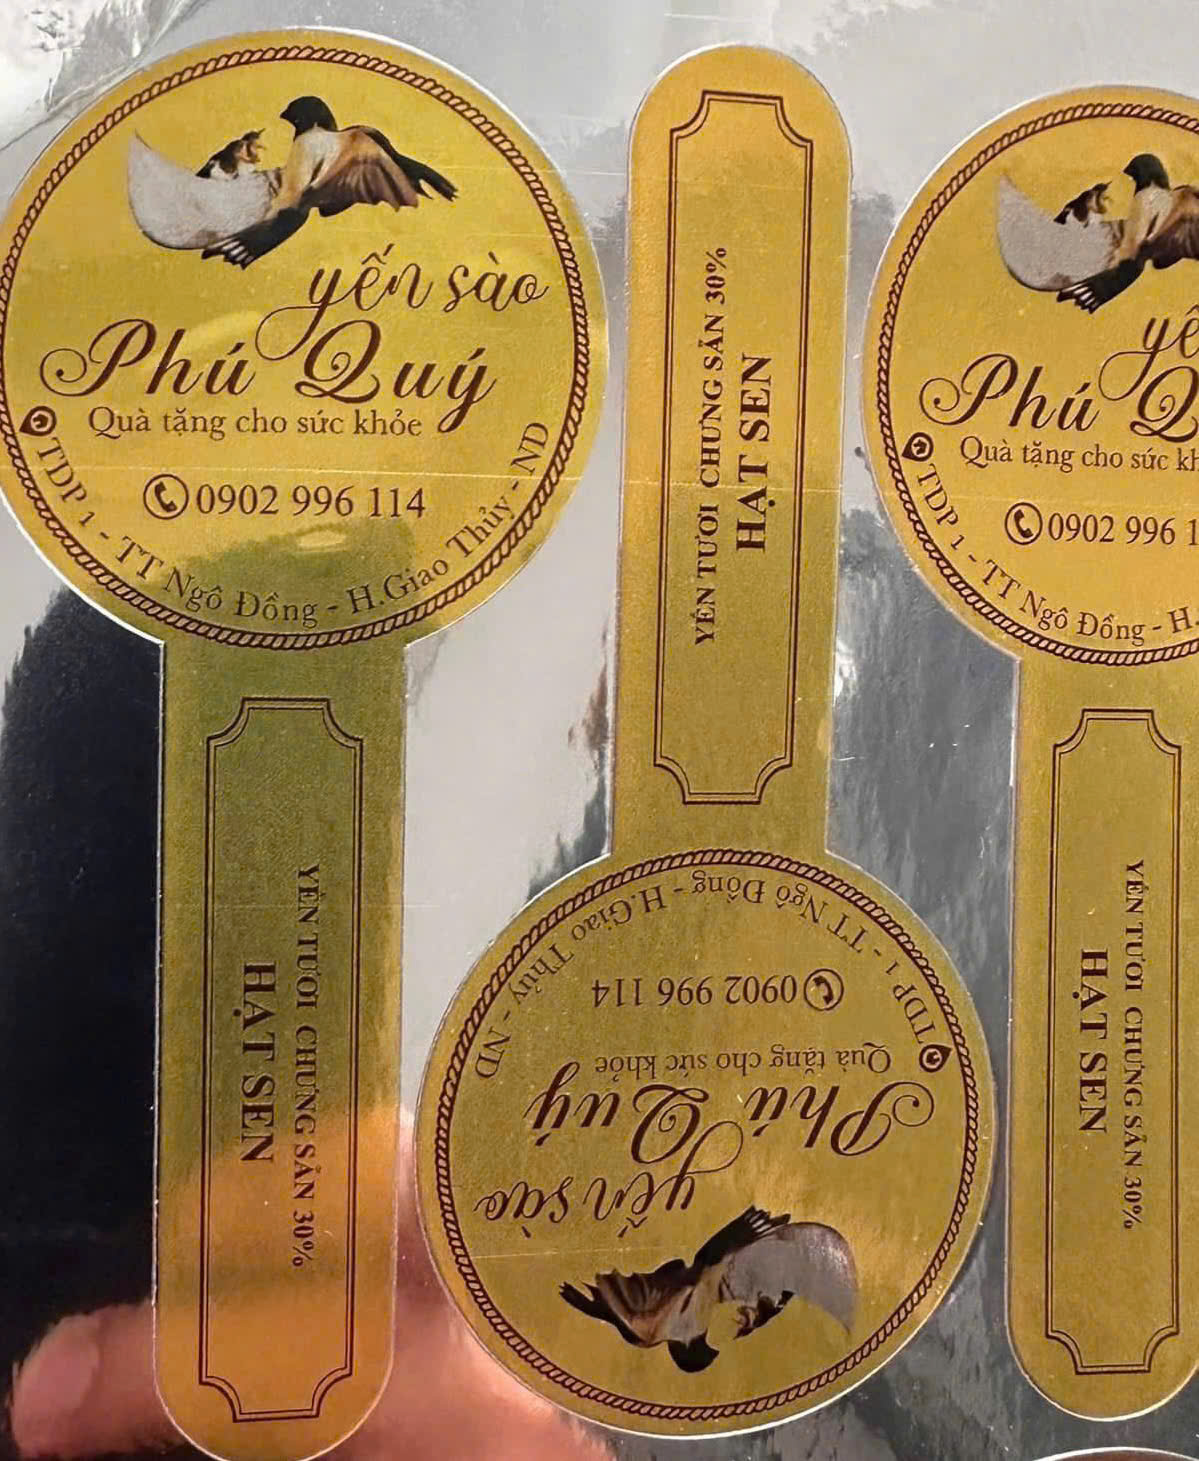 yến sào
Phú Quý
Quà tặng cho sức khỏe
0902 996 114
TDP 1 - TT Ngô Đồng - H.Giao Thủy - ND
YẾN TƯƠI CHƯNG SẴN 30%
HẠT SEN
YẾN TƯƠI CHƯNG SẴN 30%
HẠT SEN
TDP 1 - TT Ngô Đồng - H.Giao Thủy - ND
0902 996 114
Quà tặng cho sức khỏe
Phú Quý
yến sào
yế
Phú Q
Quà tặng cho sức kh
0902 996 1
TDP 1 - TT Ngô Đồng - H.
YẾN TƯƠI CHƯNG SẴN 30%
HẠT SEN